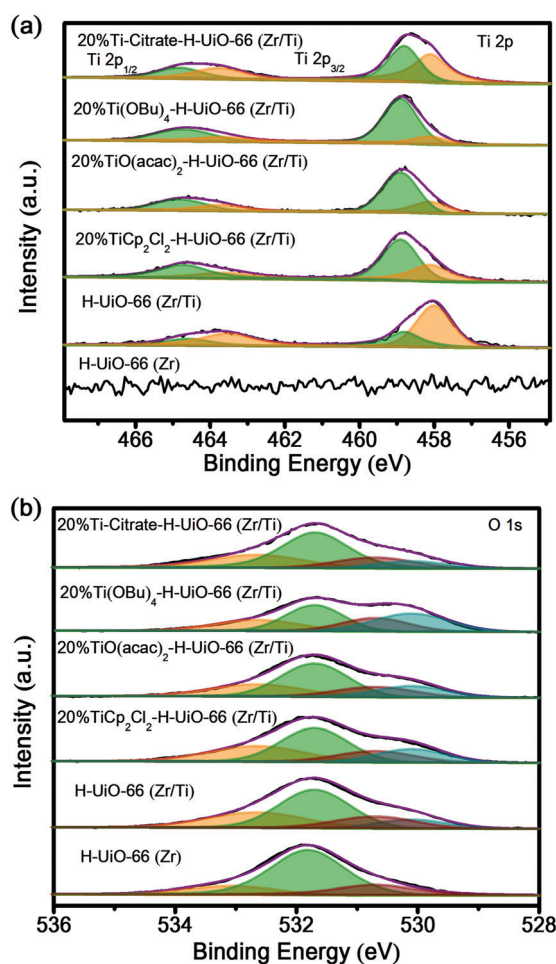 (a)
20%Ti-Citrate-H-UiO-66 (Zr/Ti)
Ti 2p
Ti 2p1/2
Ti 2p3/2
20%Ti(OBu)4-H-UiO-66 (Zr/Ti)
20%TiO(acac)2-H-UiO-66 (Zr/Ti)
20%TiCp2Cl2-H-UiO-66 (Zr/Ti)
H-UiO-66 (Zr/Ti)
H-UiO-66 (Zr)
Intensity (a.u.)
466 464 462 460 458 456
Binding Energy (eV)
(b)
20%Ti-Citrate-H-UiO-66 (Zr/Ti)
O 1s
20%Ti(OBu)4-H-UiO-66 (Zr/Ti)
20%TiO(acac)2-H-UiO-66 (Zr/Ti)
20%TiCp2Cl2-H-UiO-66 (Zr/Ti)
H-UiO-66 (Zr/Ti)
H-UiO-66 (Zr)
Intensity (a.u.)
536 534 532 530 528
Binding Energy (eV)